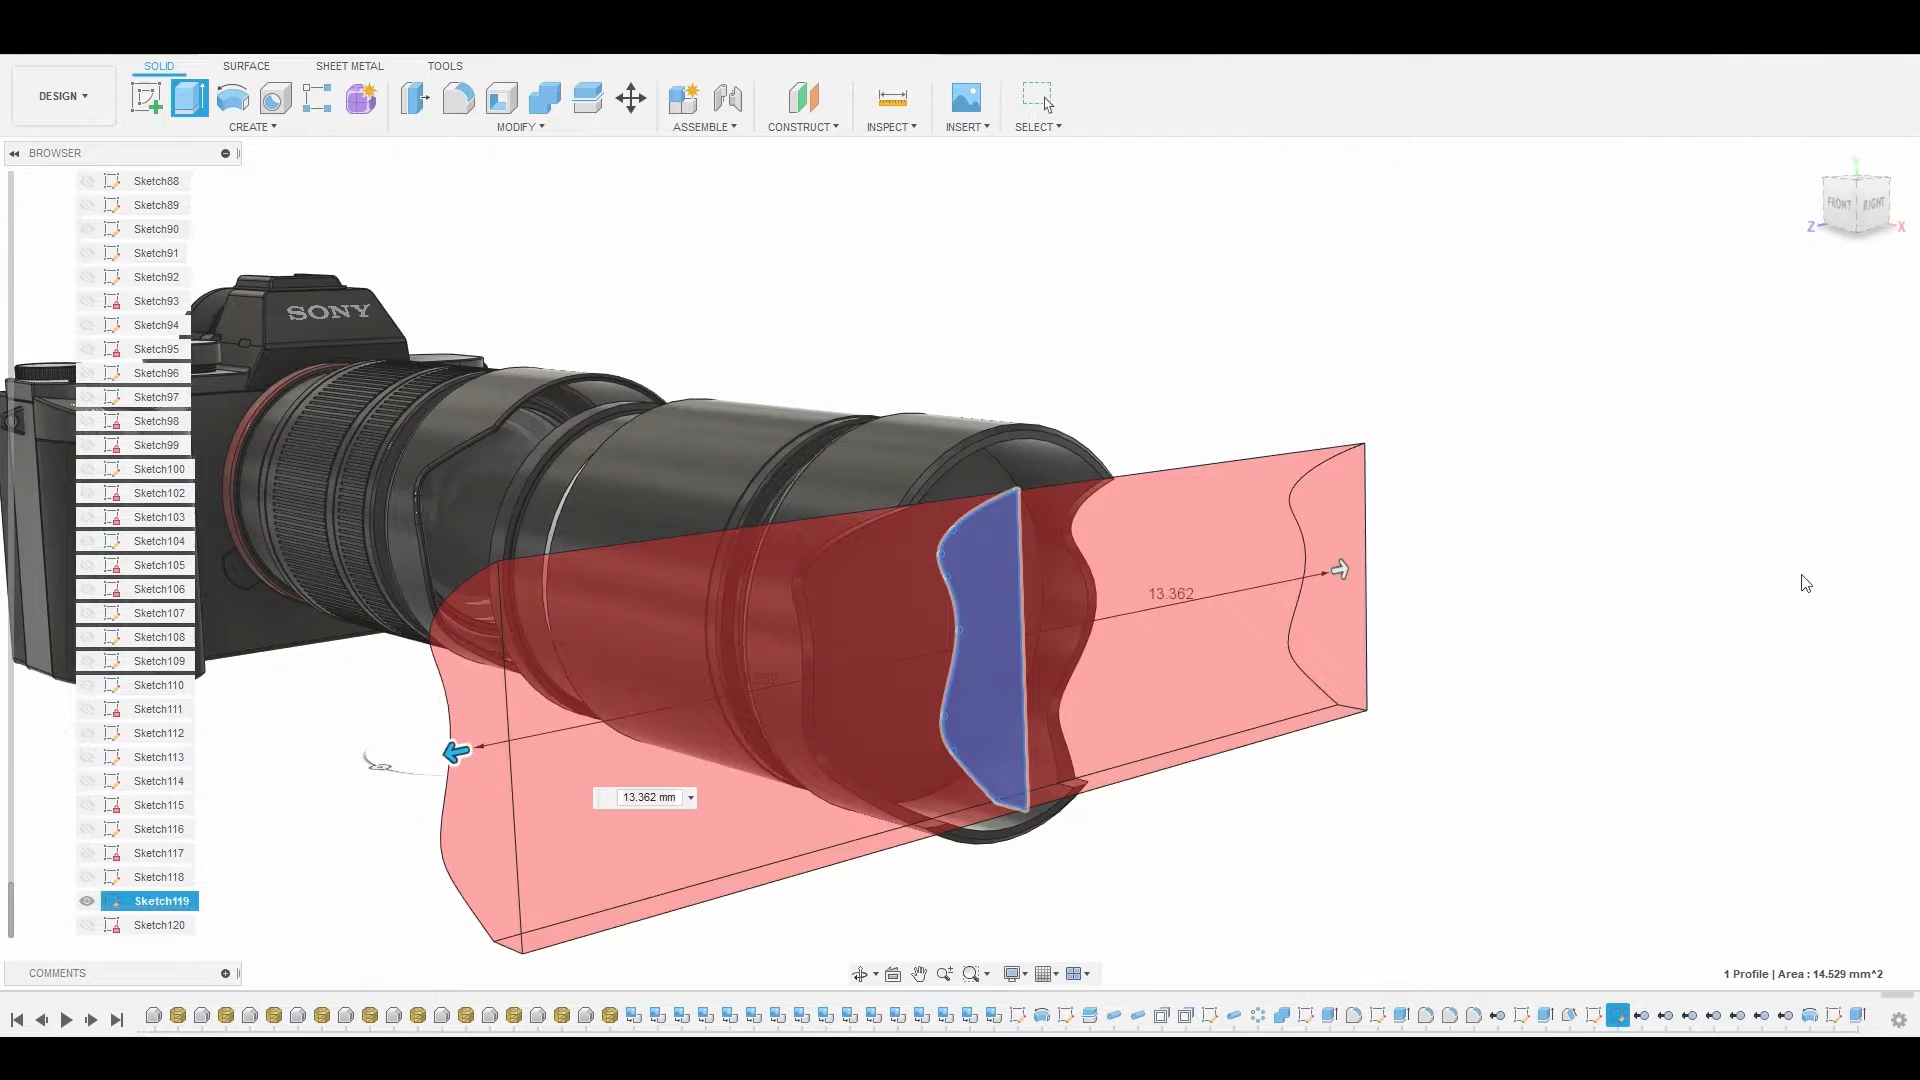 SOLID SURFACE SHEET METAL TOOLS
DESIGN
CREATE MODIFY ASSEMBLE CONSTRUCT INSPECT INSERT SELECT
BROWSER
Sketch88
Sketch89
Sketch90
Sketch91
Sketch92
Sketch93
Sketch94
Sketch95
Sketch96
Sketch97
Sketch98
Sketch99
Sketch100
Sketch102
Sketch103
Sketch104
Sketch105
Sketch106
Sketch107
Sketch108
Sketch109
Sketch110
Sketch111
Sketch112
Sketch113
Sketch114
Sketch115
Sketch116
Sketch117
Sketch118
Sketch119
Sketch120
COMMENTS
SONY
13.362
13.362 mm
FRONT RIGHT
Z X
1 Profile | Area : 14.529 mm^2